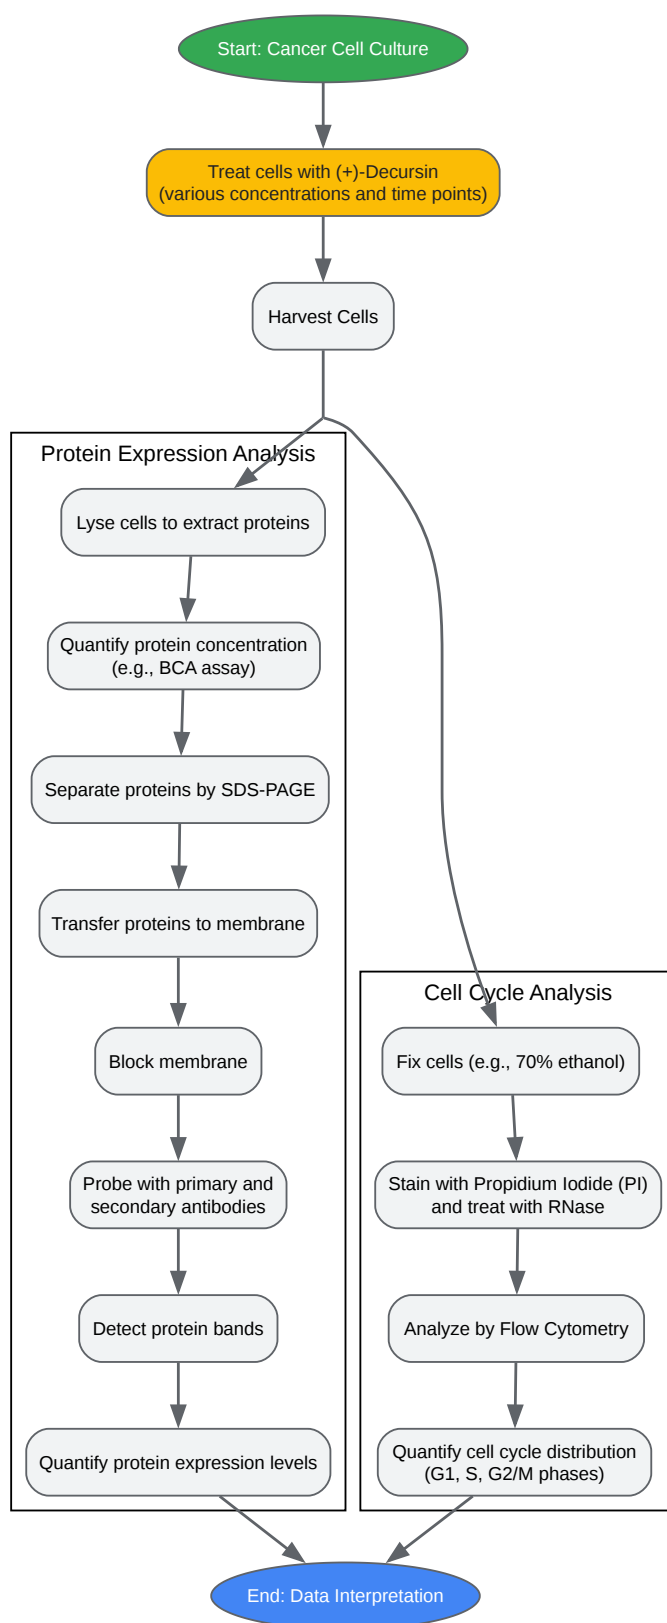 Start: Cancer Cell Culture
Treat cells with (+)-Decursin
(various concentrations and time points)
Harvest Cells
Protein Expression Analysis
Lyse cells to extract proteins
Quantify protein concentration
(e.g., BCA assay)
Separate proteins by SDS-PAGE
Transfer proteins to membrane
Block membrane
Probe with primary and
secondary antibodies
Detect protein bands
Quantify protein expression levels
Cell Cycle Analysis
Fix cells (e.g., 70% ethanol)
Stain with Propidium Iodide (PI)
and treat with RNase
Analyze by Flow Cytometry
Quantify cell cycle distribution
(G1, S, G2/M phases)
End: Data Interpretation